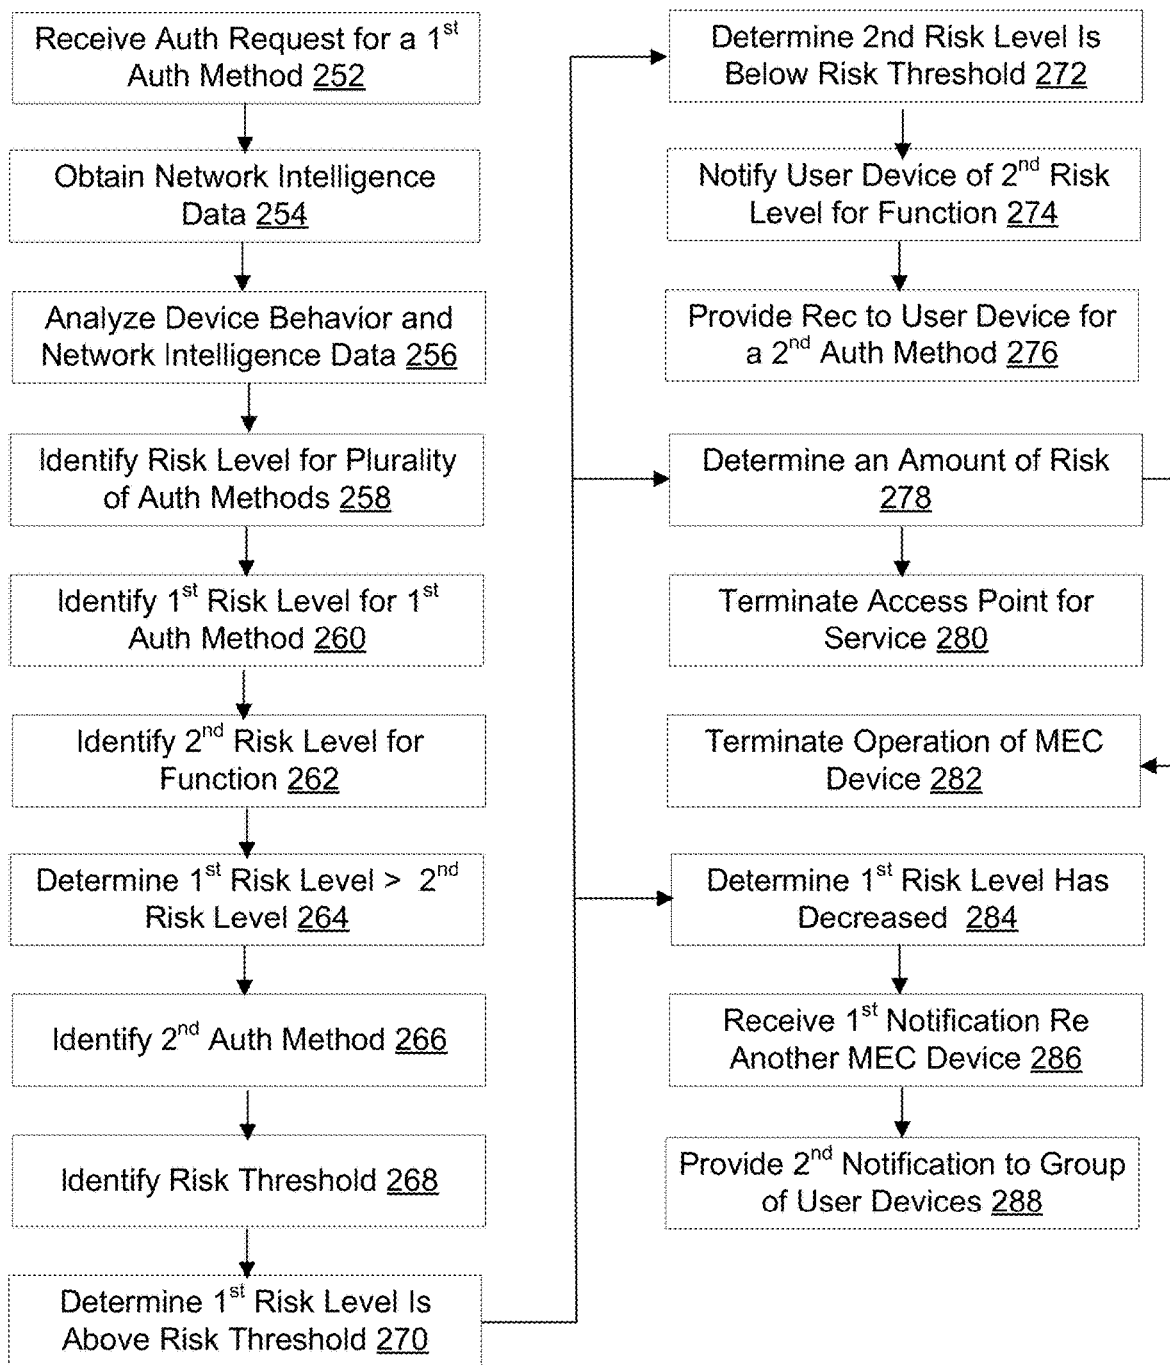 Receive Auth Request for a 1st
Auth Method 252
Obtain Network Intelligence
Data 254
Analyze Device Behavior and
Network Intelligence Data 256
Identify Risk Level for Plurality
of Auth Methods 258
Identify 1st Risk Level for 1st
Auth Method 260
Identify 2nd Risk Level for
Function 262
Determine 1st Risk Level > 2nd
Risk Level 264
Identify 2nd Auth Method 266
Identify Risk Threshold 268
Determine 1st Risk Level Is
Above Risk Threshold 270
Determine 2nd Risk Level Is
Below Risk Threshold 272
Notify User Device of 2nd Risk
Level for Function 274
Provide Rec to User Device for
a 2nd Auth Method 276
Determine an Amount of Risk
278
Terminate Access Point for
Service 280
Terminate Operation of MEC
Device 282
Determine 1st Risk Level Has
Decreased 284
Receive 1st Notification Re
Another MEC Device 286
Provide 2nd Notification to Group
of User Devices 288